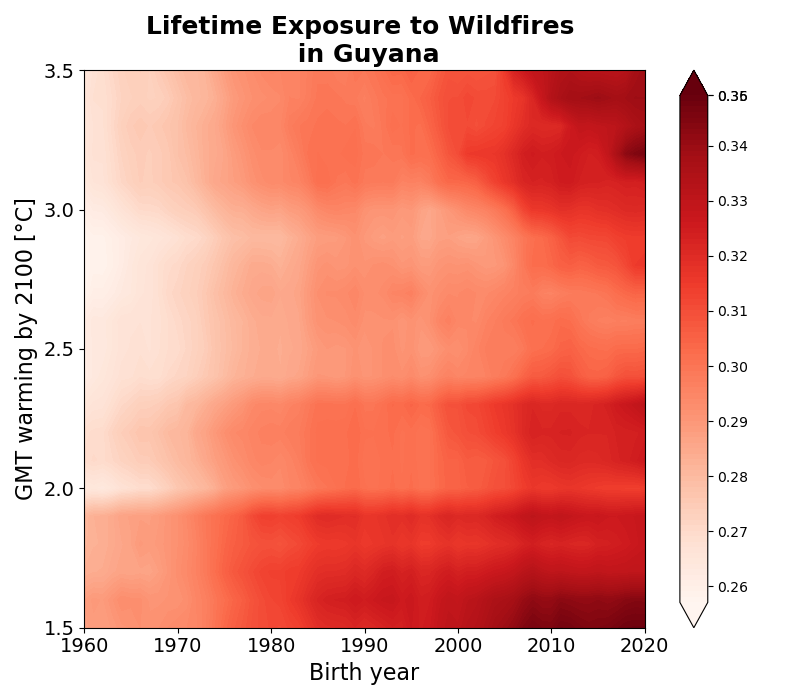 Lifetime Exposure to Wildfires
in Guyana
GMT warming by 2100 [°C]
3.5
3.0
2.5
2.0
1.5
1960 1970 1980 1990 2000 2010 2020
Birth year
0.34
0.33
0.32
0.31
0.30
0.29
0.28
0.27
0.26